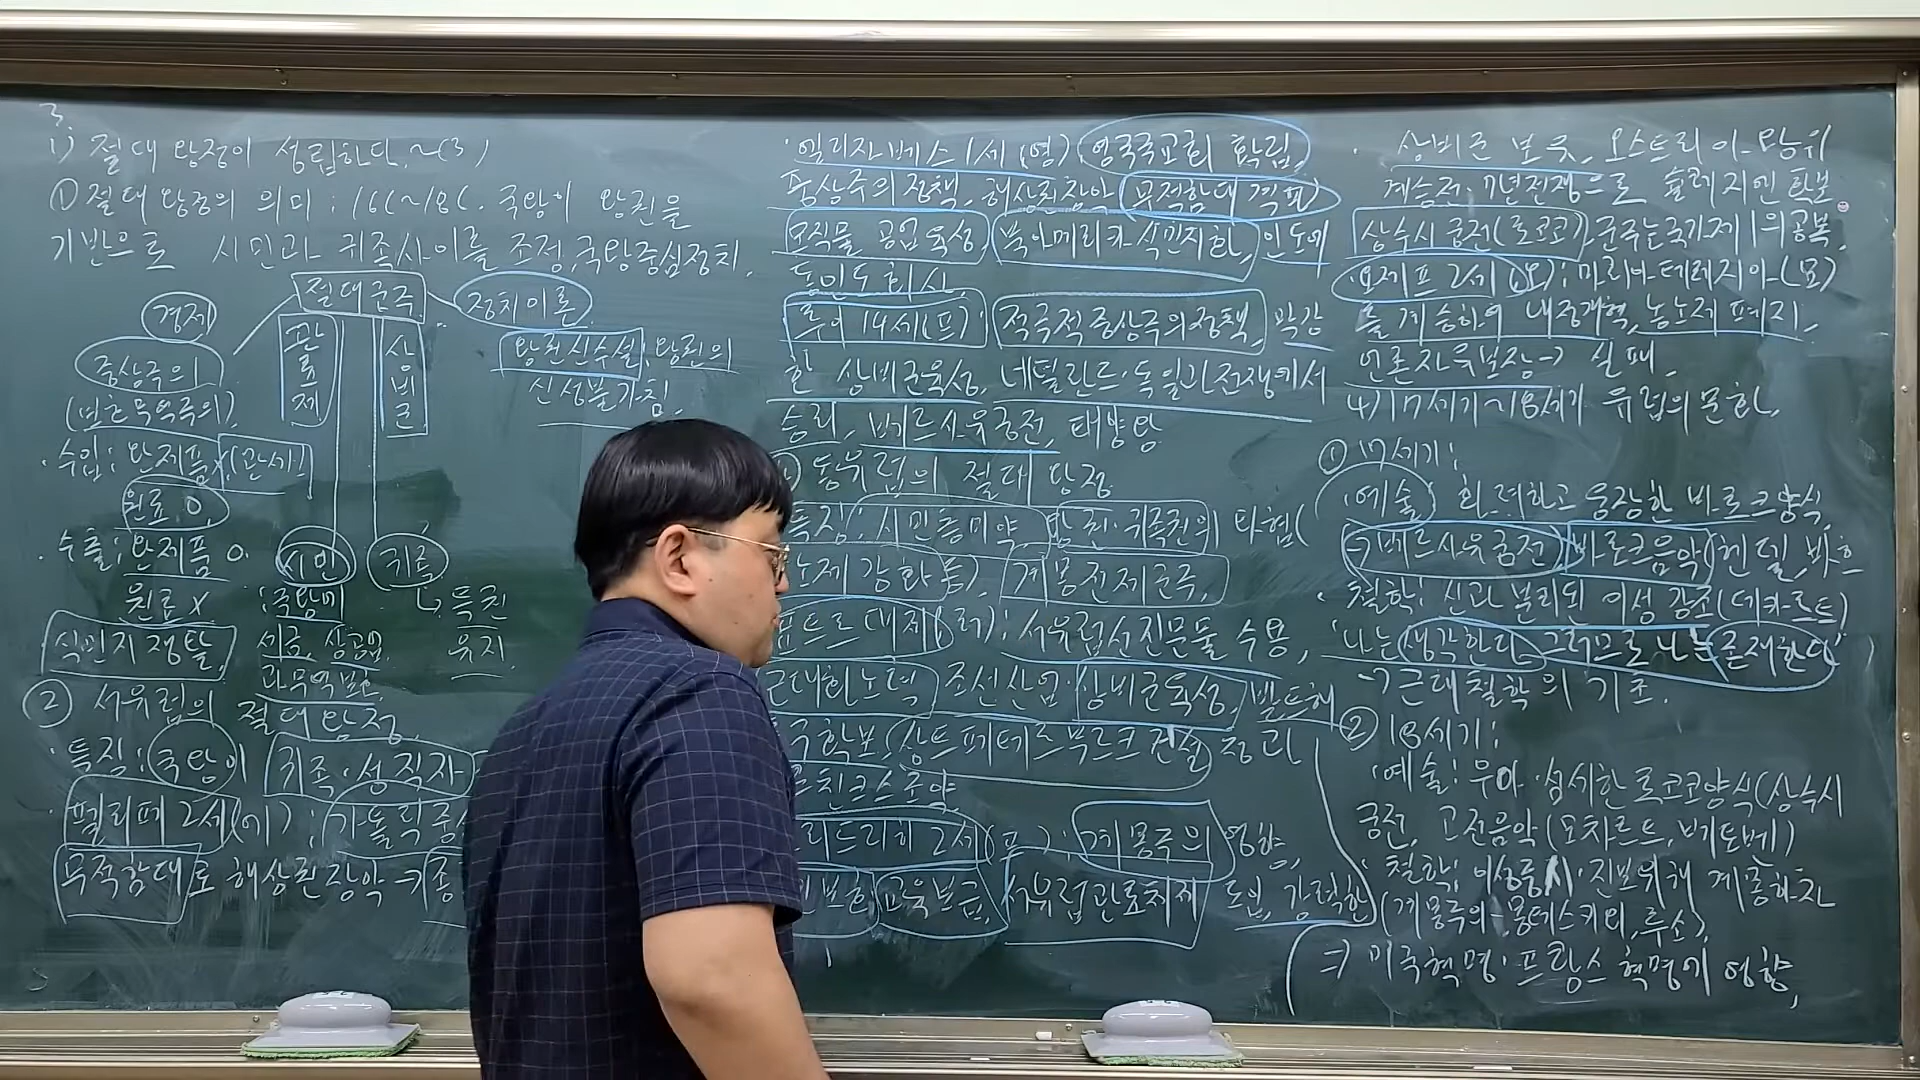 3.
1) 절대 왕정이 성립하다.~(3)
① 절대 왕정의 의미 : 16C~18C. 국왕이 왕권을
기반으로 시민과 귀족사이를 조정, 국왕중심정치.
절대군주
정치이론
경제
관료제
상비군
왕권신수설: 왕권의
신성불가침.
중상주의
(보호무역주의)
·수입: 완제품x(관세)
원료 O.
·수출: 완제품 O.
원료 X
식민지 쟁탈.
시민
: 국왕에
세금, 상공업
귀족
↳ 특권
유지.
② 서유럽의 절대왕정.
·특징: 국왕이 귀족·성직자
·펠리페 2세(에): 가톨릭
무적함대로 해상권장악→
·엘리자베스 1세(영) 영국국교회 확립,
중상주의정책, 해상권장악 무적함대 격파
모직물 공업 육성, 북아메리카 식민지화, 인도에
동인도회사.
루이 14세(프): 적극적 중상주의정책, 막강
한 상비군육성, 네덜란드·독일과전쟁에서
승리, 베르사유궁전, 태양왕
동유럽의 절대 왕정
특징: 시민층미약 왕권·귀족권의 타협(
노제 강화 등), 계몽전제군주,
표트르 대제(러): 서유럽선진문물 수용,
근대화노력 조선산업·상비군육성, 발트해
확보, 상트페테르부르크 건설 청과
네르친스크조약
프리드리히 2세(프): 계몽주의 영향,
교육보급, 서유럽관료체제 도입, 강력한
상비군 보유, 오스트리아 왕위
계승전·7년전쟁으로 슐레지엔 확보
상수시 궁전(로코코) 군주는 국가제1의공복,
·요제프 2세(오): 마리아 테레지아(오)
를 계승하여 내정개혁, 농노제 폐지,
언론자유보장→ 실패.
4) 17세기~18세기 유럽의 문화.
① 17세기:
·예술: 화려하고 웅장한 바로크양식,
→베르사유궁전 바로크음악(헨델, 바흐
·철학: 신과 분리된 이성 강조(데카르트)
"나는 생각한다 그러므로 나는 존재한다"
→ 근대철학의 기초.
② 18세기:
·예술: 우아·섬세한 로코코양식(상수시
궁전, 고전음악(모차르트, 베토벤)
·철학: 진보위해 계몽하자
(계몽주의-몽테스키외, 루소)
⇒ 미국혁명·프랑스 혁명에 영향,